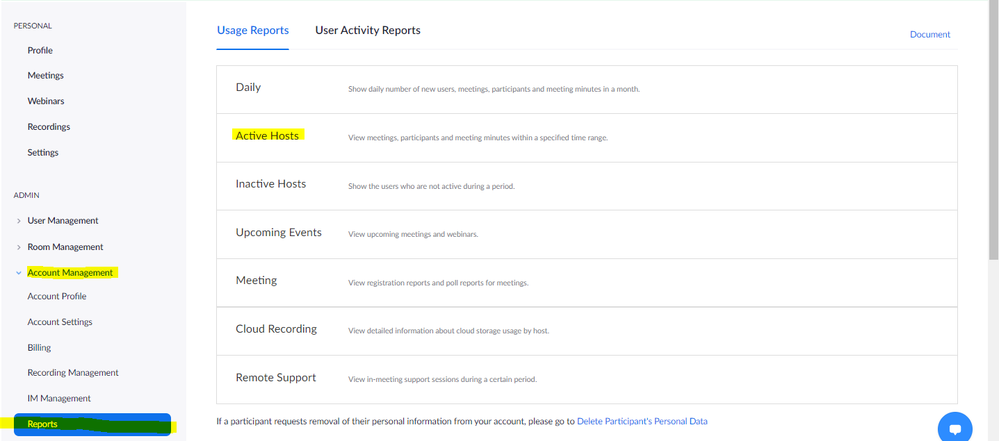 PERSONAL
Profile
Meetings
Webinars
Recordings
Settings
ADMIN
User Management
Room Management
Account Management
Account Profile
Account Settings
Billing
Recording Management
IM Management
Reports
Usage Reports User Activity Reports Document
Daily Show daily number of new users, meetings, participants and meeting minutes in a month.
Active Hosts View meetings, participants and meeting minutes within a specified time range.
Inactive Hosts Show the users who are not active during a period.
Upcoming Events View upcoming meetings and webinars.
Meeting View registration reports and poll reports for meetings.
Cloud Recording View detailed information about cloud storage usage by host.
Remote Support View in-meeting support sessions during a certain period.
If a participant requests removal of their personal information from your account, please go to Delete Participant's Personal Data